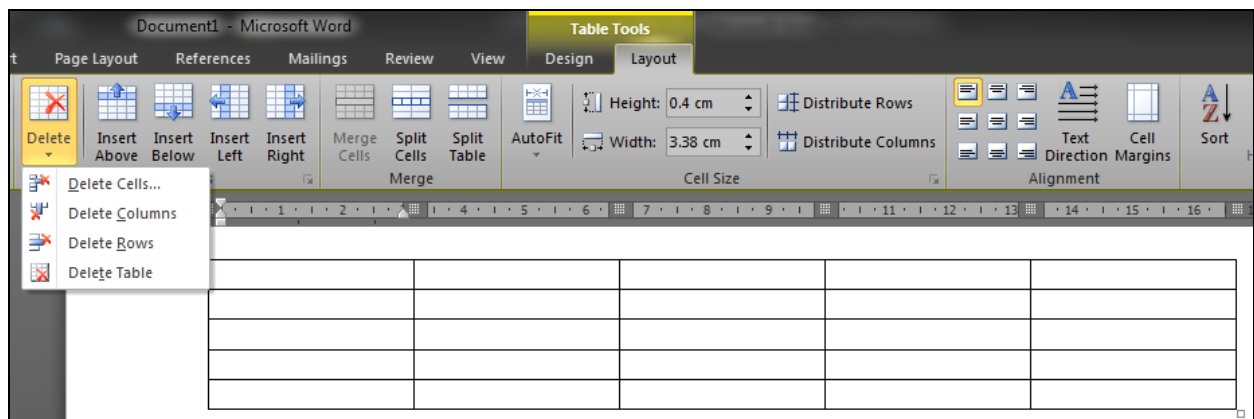 Document1 - Microsoft Word
Table Tools
Page Layout References Mailings Review View Design Layout
Delete
Insert Above
Insert Below
Insert Left
Insert Right
Merge Cells
Split Cells
Split Table
AutoFit
Height: 0.4 cm
Width: 3.38 cm
Distribute Rows
Distribute Columns
Text Direction
Cell Margins
Sort
Merge
Cell Size
Alignment
Delete Cells...
Delete Columns
Delete Rows
Delete Table
1 2 4 5 6 7 8 9 11 12 13 14 15 16